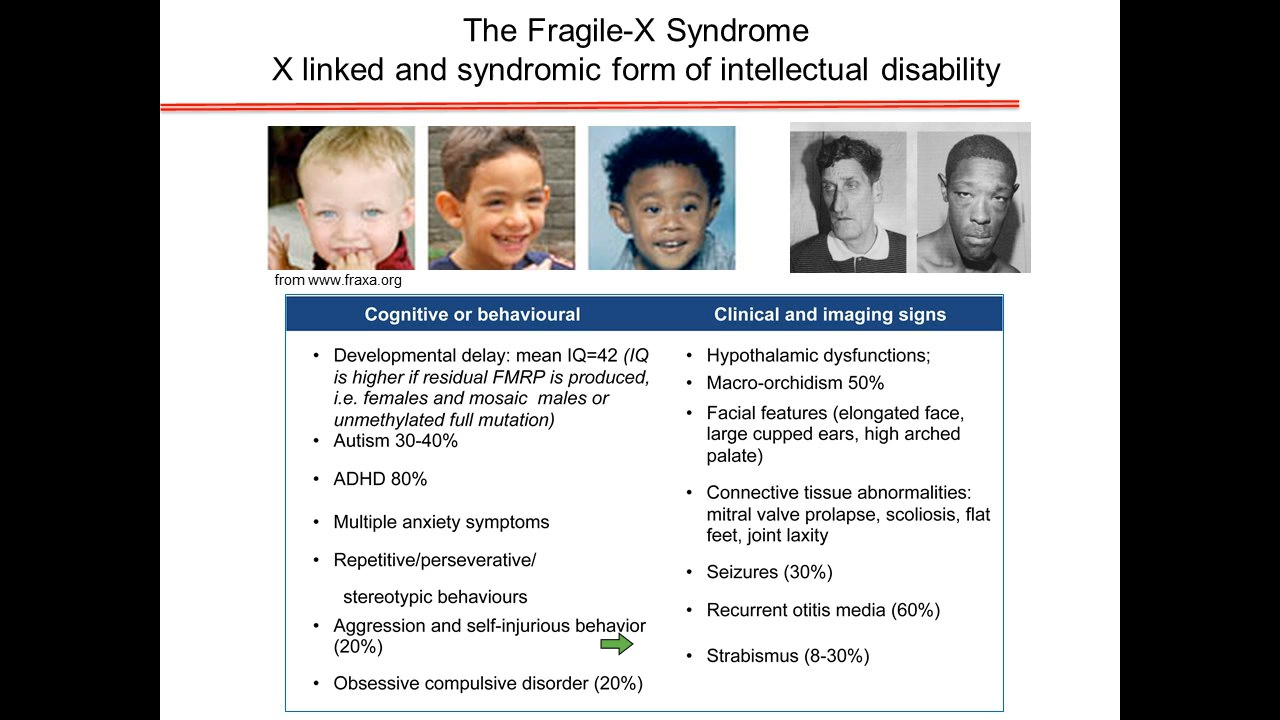 The Fragile-X Syndrome
X linked and syndromic form of intellectual disability
from www.fraxa.org
Cognitive or behavioural
• Developmental delay: mean IQ=42 (IQ
is higher if residual FMRP is produced,
i.e. females and mosaic males or
unmethylated full mutation)
• Autism 30-40%
• ADHD 80%
• Multiple anxiety symptoms
• Repetitive/perseverative/
stereotypic behaviours
• Aggression and self-injurious behavior
(20%)
• Obsessive compulsive disorder (20%)
Clinical and imaging signs
• Hypothalamic dysfunctions;
• Macro-orchidism 50%
• Facial features (elongated face,
large cupped ears, high arched
palate)
• Connective tissue abnormalities:
mitral valve prolapse, scoliosis, flat
feet, joint laxity
• Seizures (30%)
• Recurrent otitis media (60%)
• Strabismus (8-30%)